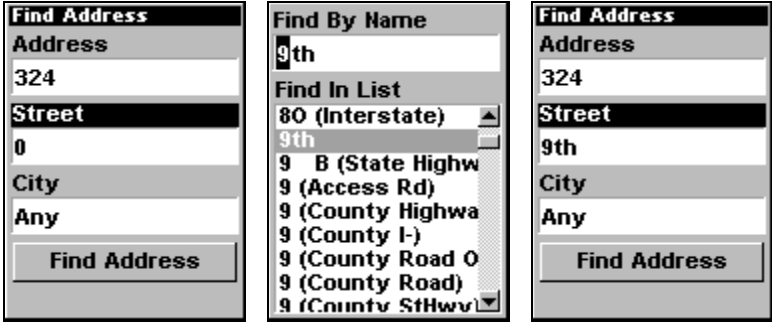 Find Address
Address
324
Street
0
City
Any
Find Address
Find By Name
9th
Find In List
80 (Interstate)
9th
9 B (State Highw
9 (Access Rd)
9 (County Highwa
9 (County I-)
9 (County Road O
9 (County Road)
9 (County StHwy)
Find Address
Address
324
Street
9th
City
Any
Find Address